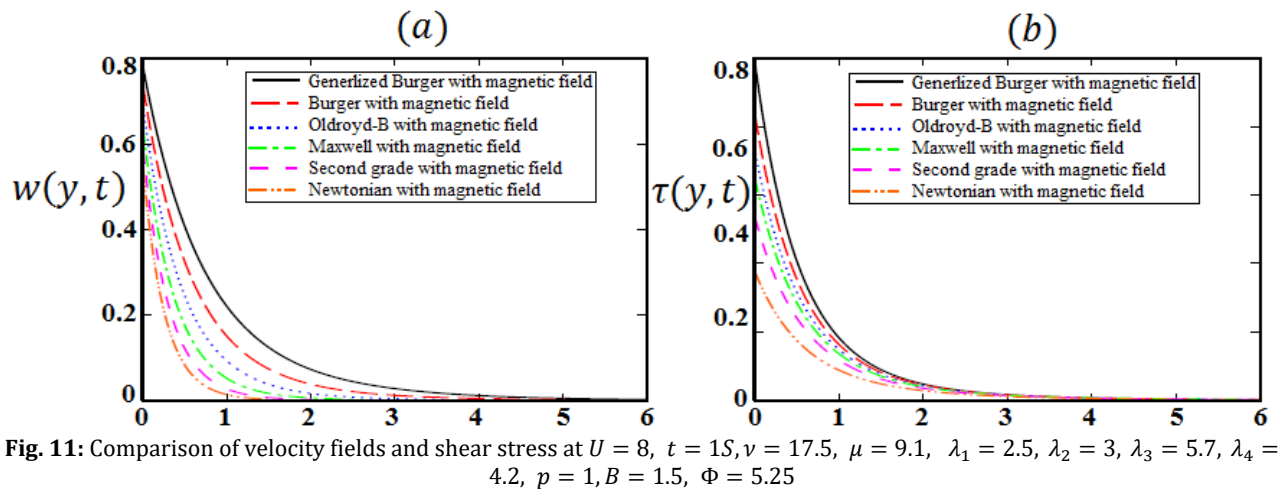 (a)
0.8
0.6
w(y, t)
0.4
0.2
0
0 1 2 3 4 5 6
Generlized Burger with magnetic field
Burger with magnetic field
Oldroyd-B with magnetic field
Maxwell with magnetic field
Second grade with magnetic field
Newtonian with magnetic field
(b)
0.8
0.6
τ(y, t)
0.4
0.2
0
0 1 2 3 4 5 6
Generlized Burger with magnetic field
Burger with magnetic field
Oldroyd-B with magnetic field
Maxwell with magnetic field
Second grade with magnetic field
Newtonian with magnetic field
Fig. 11: Comparison of velocity fields and shear stress at U = 8, t = 1S, ν = 17.5, μ = 9.1, λ₁ = 2.5, λ₂ = 3, λ₃ = 5.7, λ₄ =
4.2, p = 1, B = 1.5, Φ = 5.25